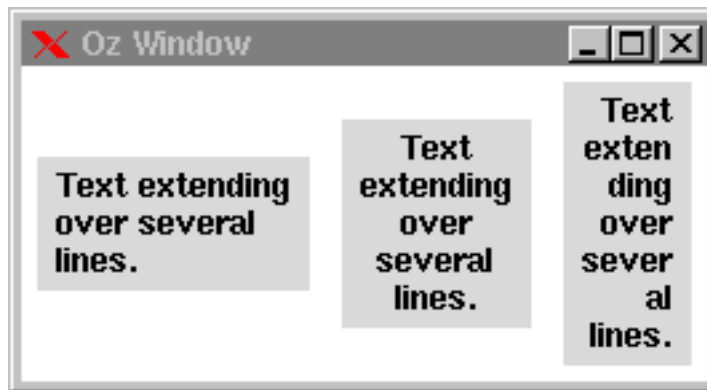 Oz Window
Text extending
over several
lines.
Text
extending
over
several
lines.
Text
exten
ding
over
sever
al
lines.